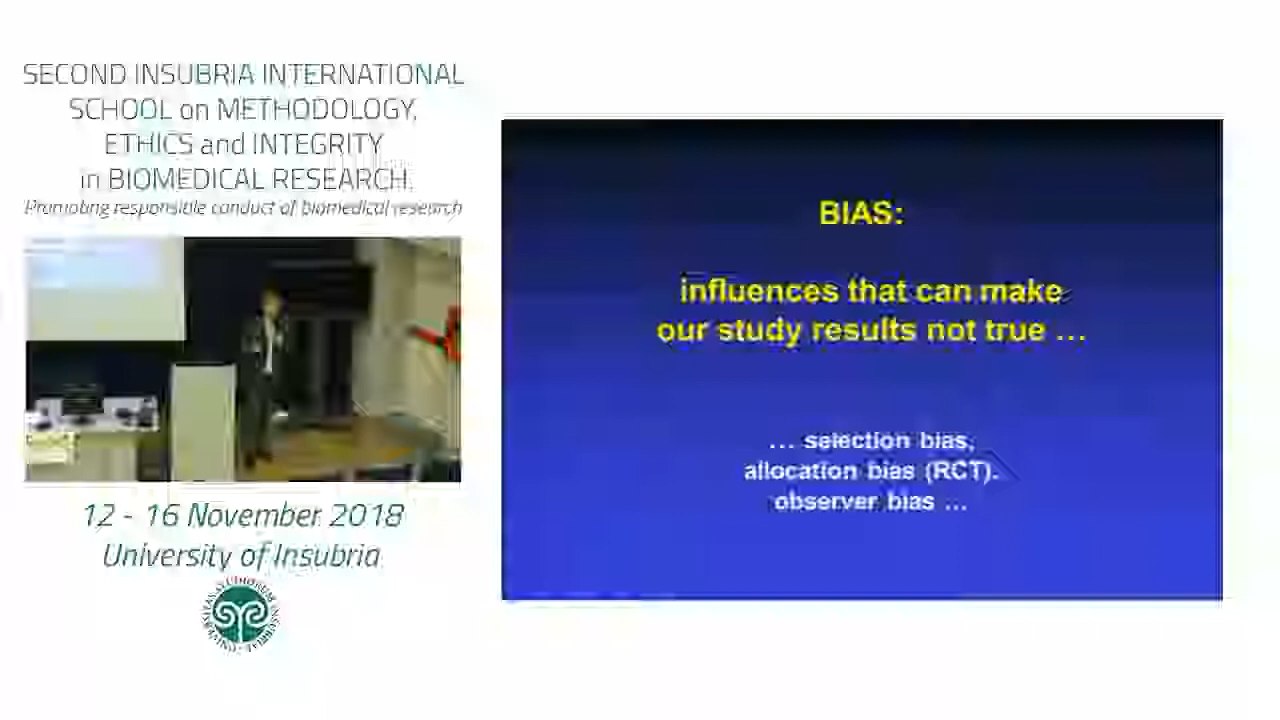 SECOND INSUBRIA INTERNATIONAL
SCHOOL on METHODOLOGY,
ETHICS and INTEGRITY
in BIOMEDICAL RESEARCH.
Promoting responsible conduct of biomedical research
12 - 16 November 2018
University of Insubria
BIAS:
influences that can make
our study results not true ...
... selection bias,
allocation bias (RCT).
observer bias ...